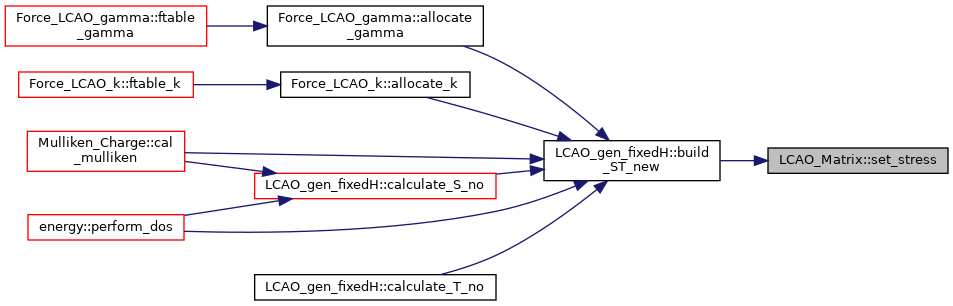 Force_LCAO_gamma::ftable
_gamma
Force_LCAO_gamma::allocate
_gamma
Force_LCAO_k::ftable_k
Force_LCAO_k::allocate_k
Mulliken_Charge::cal
_mulliken
LCAO_gen_fixedH::build
_ST_new
LCAO_Matrix::set_stress
LCAO_gen_fixedH::calculate_S_no
energy::perform_dos
LCAO_gen_fixedH::calculate_T_no